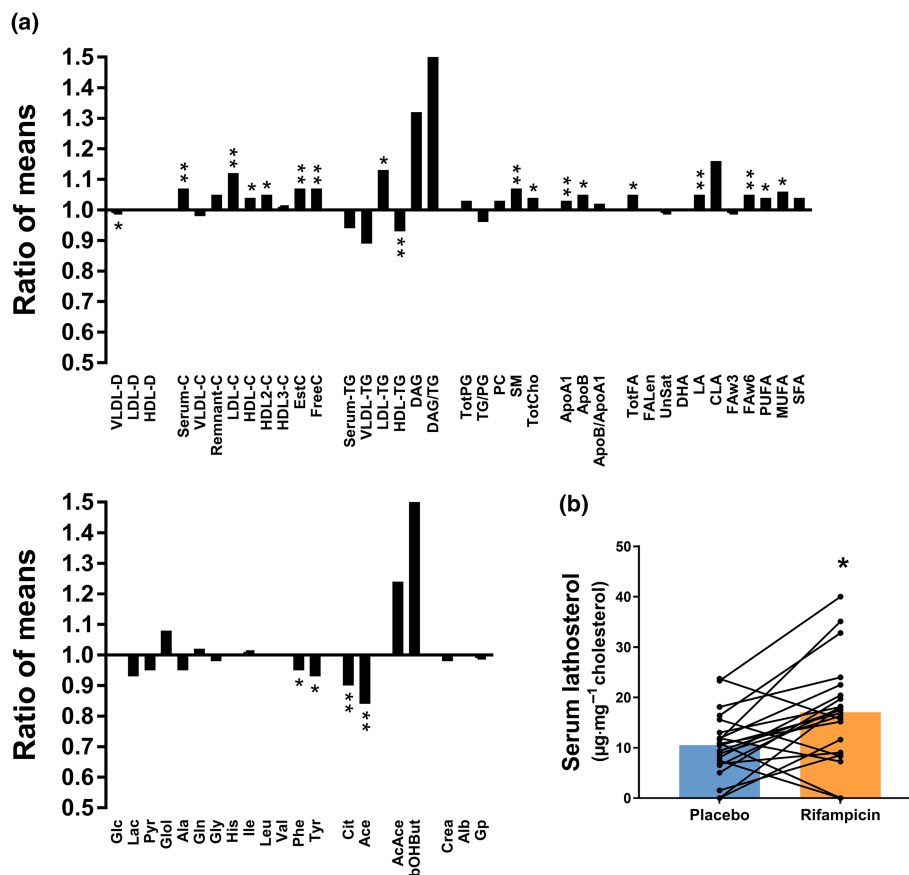 (a)
Ratio of means
1.5
1.4
1.3
1.2
1.1
1.0
0.9
0.8
0.7
0.6
0.5
*
**
**
*
*
**
**
*
**
**
*
**
*
*
**
**
*
*
VLDL-D
LDL-D
HDL-D
Serum-C
VLDL-C
Remnant-C
LDL-C
HDL-C
HDL2-C
HDL3-C
EstC
FreeC
Serum-TG
VLDL-TG
LDL-TG
HDL-TG
DAG
DAG/TG
TotPG
TG/PG
PC
SM
TotCho
ApoA1
ApoB
ApoB/ApoA1
TotFA
FALen
UnSat
DHA
LA
CLA
FAw3
FAw6
PUFA
MUFA
SFA
Ratio of means
1.5
1.4
1.3
1.2
1.1
1.0
0.9
0.8
0.7
0.6
0.5
*
*
**
**
Glc
Lac
Pyr
Glol
Ala
Gln
Gly
His
Ile
Leu
Val
Phe
Tyr
Cit
Ace
AcAce
bOHBut
Crea
Alb
Gp
(b)
Serum lathosterol
(µg·mg⁻¹ cholesterol)
50
40
30
20
10
0
*
Placebo
Rifampicin